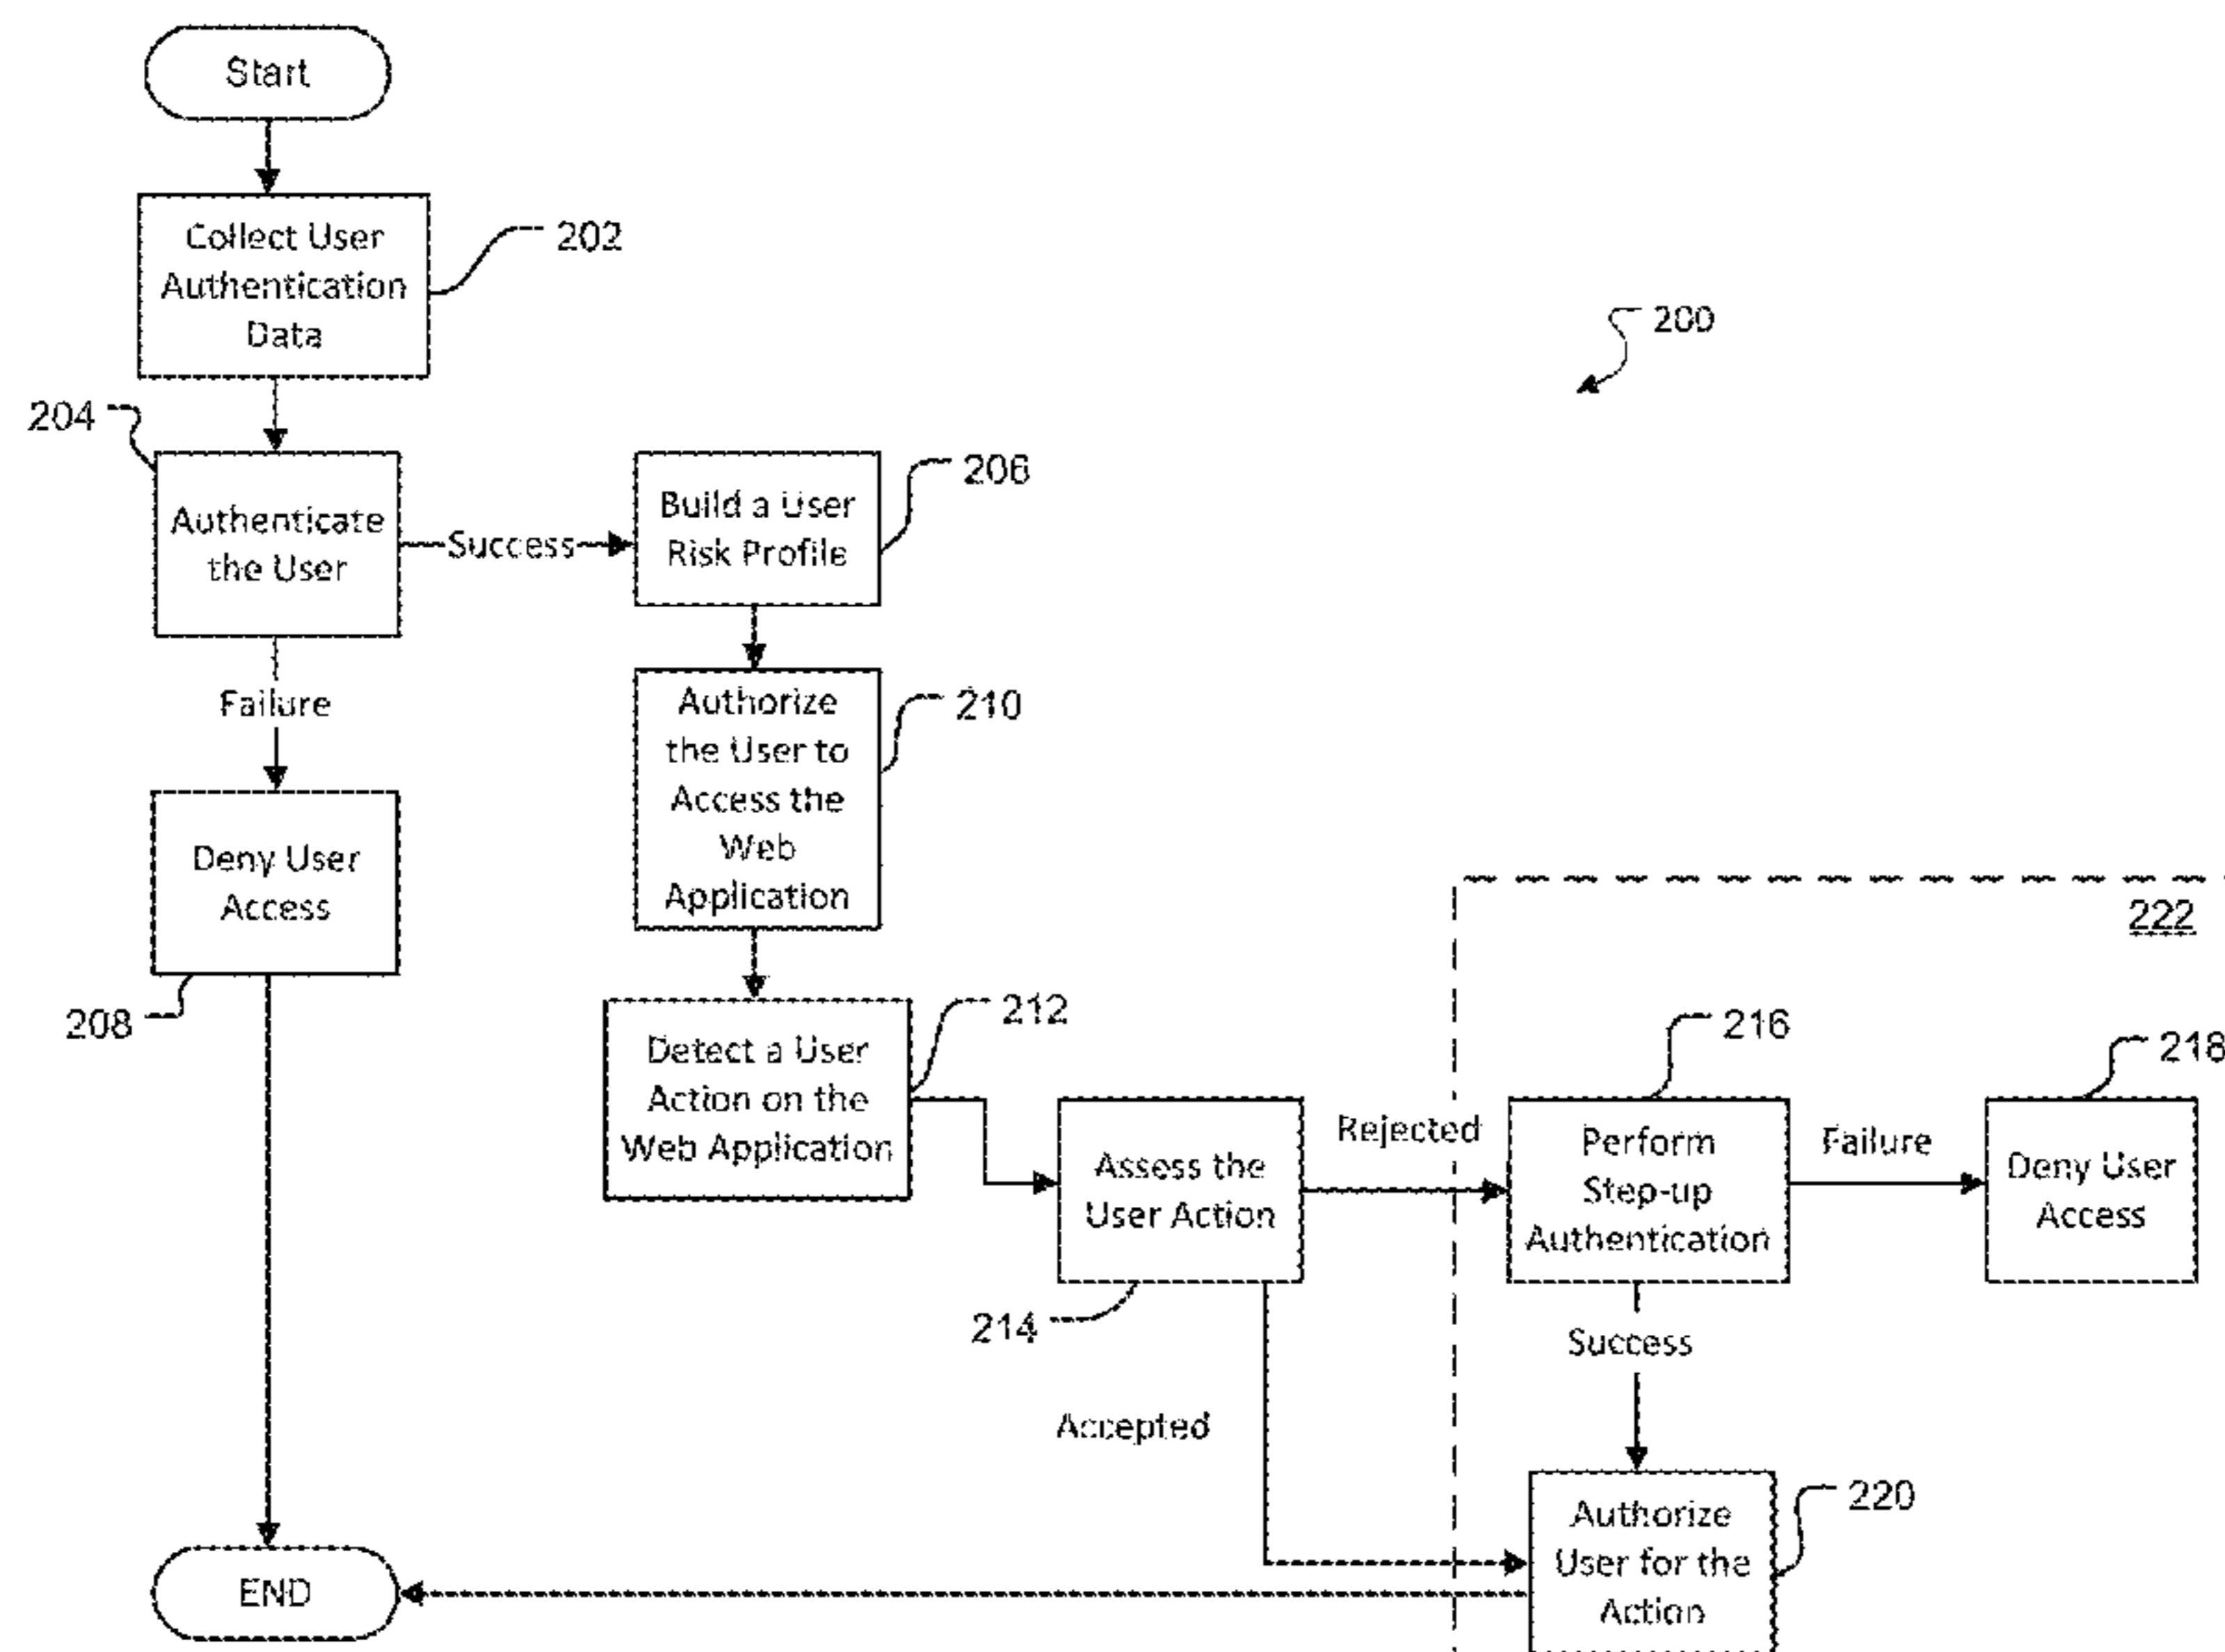 Start
Collect User
Authentication
Data
202
200
204
Authenticate
the User
Success
Build a User
Risk Profile
206
Failure
Authorize
the User to
Access the
Web
Application
210
Deny User
Access
208
222
Detect a User
Action on the
Web Application
212
Assess the
User Action
214
Rejected
Perform
Step-up
Authentication
216
Failure
Deny User
Access
218
Success
Accepted
Authorize
User for the
Action
220
END